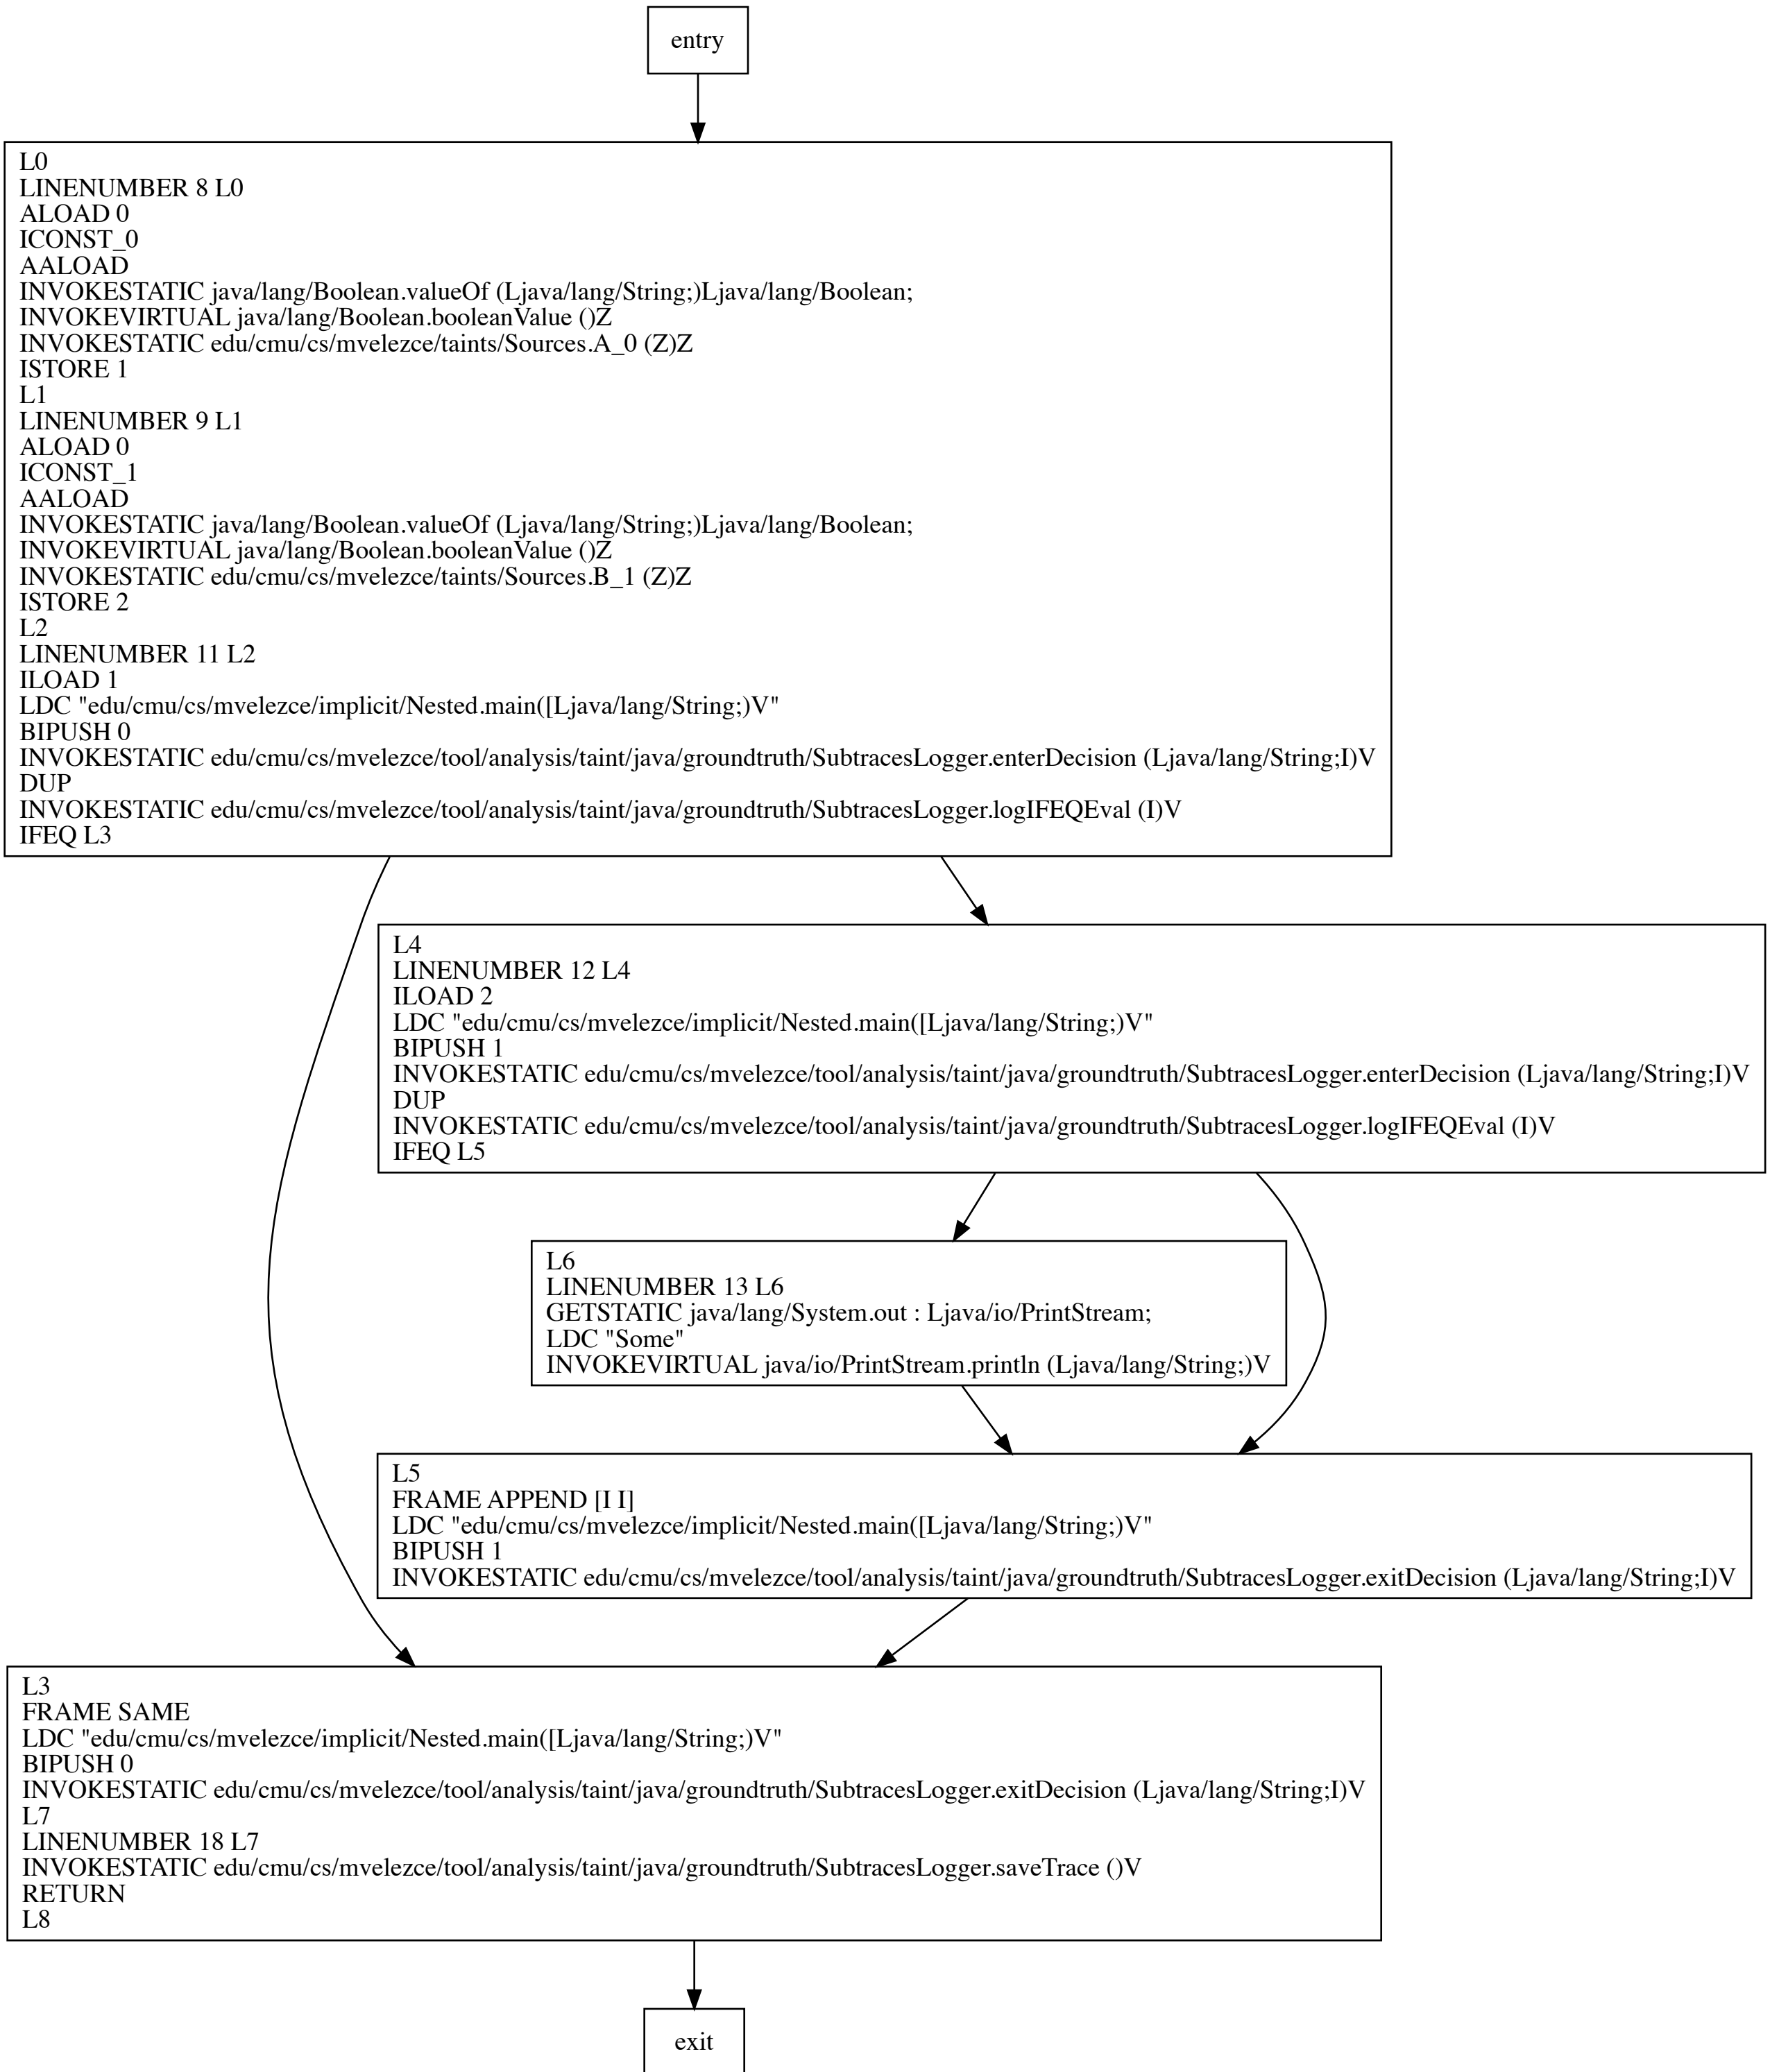 entry
L0
LINENUMBER 8 L0
ALOAD 0
ICONST_0
AALOAD
INVOKESTATIC java/lang/Boolean.valueOf (Ljava/lang/String;)Ljava/lang/Boolean;
INVOKEVIRTUAL java/lang/Boolean.booleanValue ()Z
INVOKESTATIC edu/cmu/cs/mvelezce/taints/Sources.A_0 (Z)Z
ISTORE 1
L1
LINENUMBER 9 L1
ALOAD 0
ICONST_1
AALOAD
INVOKESTATIC java/lang/Boolean.valueOf (Ljava/lang/String;)Ljava/lang/Boolean;
INVOKEVIRTUAL java/lang/Boolean.booleanValue ()Z
INVOKESTATIC edu/cmu/cs/mvelezce/taints/Sources.B_1 (Z)Z
ISTORE 2
L2
LINENUMBER 11 L2
ILOAD 1
LDC "edu/cmu/cs/mvelezce/implicit/Nested.main([Ljava/lang/String;)V"
BIPUSH 0
INVOKESTATIC edu/cmu/cs/mvelezce/tool/analysis/taint/java/groundtruth/SubtracesLogger.enterDecision (Ljava/lang/String;I)V
DUP
INVOKESTATIC edu/cmu/cs/mvelezce/tool/analysis/taint/java/groundtruth/SubtracesLogger.logIFEQEval (I)V
IFEQ L3
L4
LINENUMBER 12 L4
ILOAD 2
LDC "edu/cmu/cs/mvelezce/implicit/Nested.main([Ljava/lang/String;)V"
BIPUSH 1
INVOKESTATIC edu/cmu/cs/mvelezce/tool/analysis/taint/java/groundtruth/SubtracesLogger.enterDecision (Ljava/lang/String;I)V
DUP
INVOKESTATIC edu/cmu/cs/mvelezce/tool/analysis/taint/java/groundtruth/SubtracesLogger.logIFEQEval (I)V
IFEQ L5
L6
LINENUMBER 13 L6
GETSTATIC java/lang/System.out : Ljava/io/PrintStream;
LDC "Some"
INVOKEVIRTUAL java/io/PrintStream.println (Ljava/lang/String;)V
L5
FRAME APPEND [I I]
LDC "edu/cmu/cs/mvelezce/implicit/Nested.main([Ljava/lang/String;)V"
BIPUSH 1
INVOKESTATIC edu/cmu/cs/mvelezce/tool/analysis/taint/java/groundtruth/SubtracesLogger.exitDecision (Ljava/lang/String;I)V
L3
FRAME SAME
LDC "edu/cmu/cs/mvelezce/implicit/Nested.main([Ljava/lang/String;)V"
BIPUSH 0
INVOKESTATIC edu/cmu/cs/mvelezce/tool/analysis/taint/java/groundtruth/SubtracesLogger.exitDecision (Ljava/lang/String;I)V
L7
LINENUMBER 18 L7
INVOKESTATIC edu/cmu/cs/mvelezce/tool/analysis/taint/java/groundtruth/SubtracesLogger.saveTrace ()V
RETURN
L8
exit